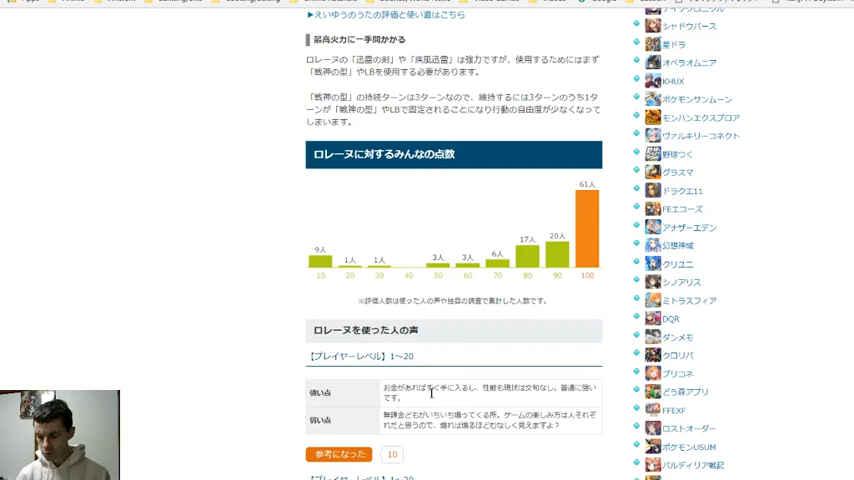 ▶えいゆうのうたの評価と使い道はこちら
最高火力に一手間かかる
ロレーヌの「迅雷の剣」や「疾風迅雷」は強力ですが、使用するためにはまず
「戦神の型」やLBを使用する必要があります。
「戦神の型」の持続ターンは3ターンなので、維持するには3ターンのうち1タ
ーンが「戦神の型」やLBで固定されることになり行動の自由度が少なくなって
しまいます。
ロレーヌに対するみんなの点数
61人
20人
17人
9人
6人
3人
3人
1人
1人
10 20 30 40 50 60 70 80 90 100
※評価人数は使った人の声や独自の調査で集計した人数です。
ロレーヌを使った人の声
【プレイヤーレベル】1～20
強い点
お金があればすぐ手に入るし、性能も現状は文句なし。普通に強い
です。
弱い点
無課金どもがいちいち煽ってくる所。ゲームの楽しみ方は人それぞ
れだと思うので、煽れば煽るほどむなしく見えますよ？
参考になった 10
【プレイヤーレベル】1～20
シャドウバース
星ドラ
オペラオムニア
KHUX
ポケモンサンムーン
モンハンエクスプロア
ヴァルキリーコネクト
野球つく
グラスマ
ドラクエ11
FEエコーズ
アナザーエデン
幻想神域
クリユニ
シノアリス
ミトラスフィア
DQR
ダンメモ
クロリバ
プリコネ
どう森アプリ
FFEXF
ロストオーダー
ポケモンUSUM
バルディリア戦記